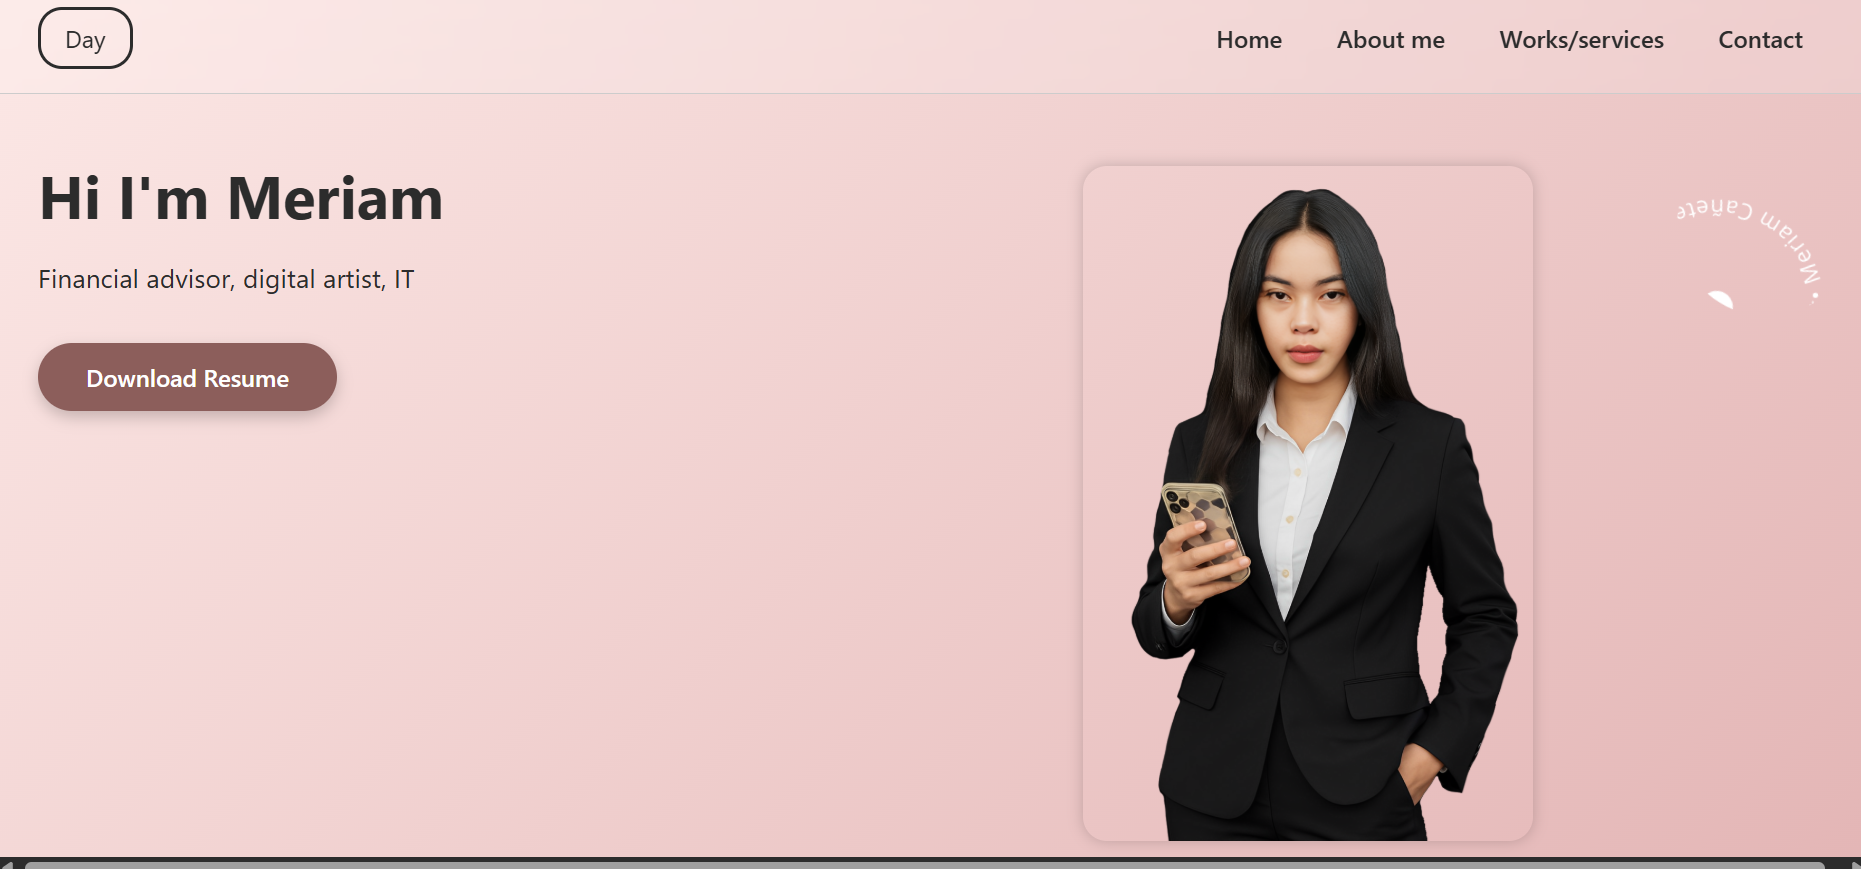 Day
Home
About me
Works/services
Contact
Hi I'm Meriam
Financial advisor, digital artist, IT
Download Resume
• Meriam Cañete